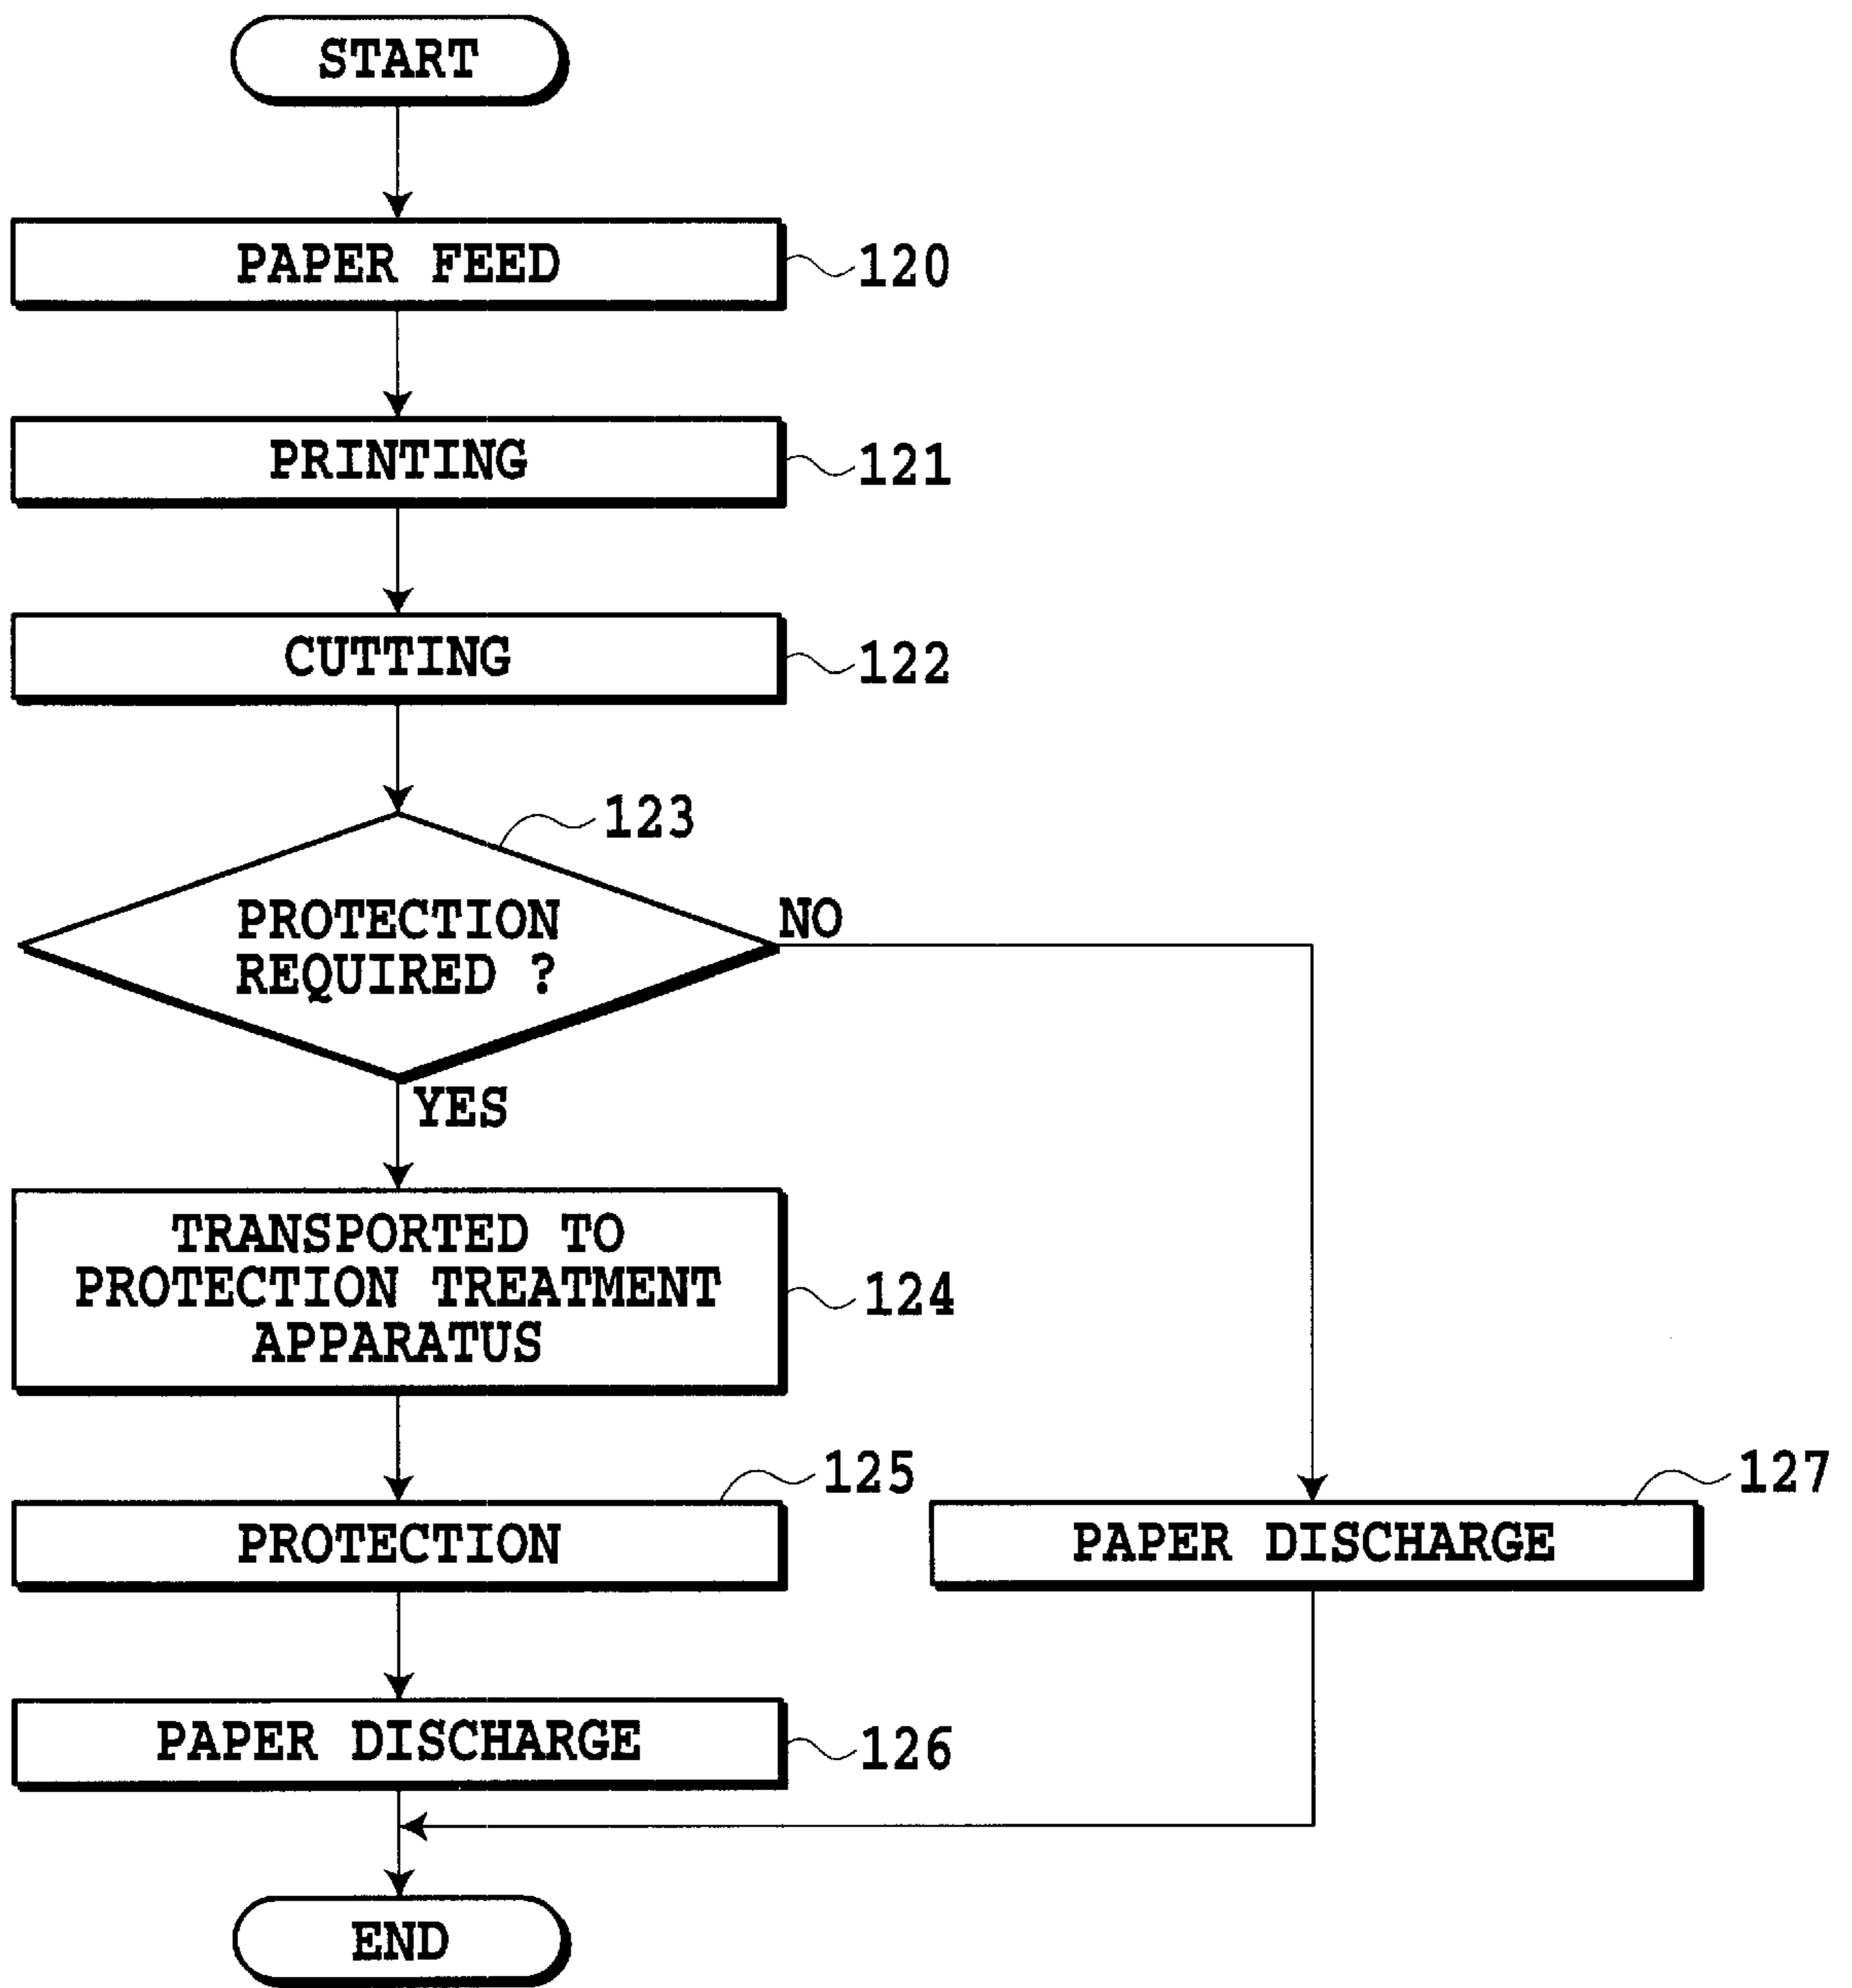 START
PAPER FEED
120
PRINTING
121
CUTTING
122
123
PROTECTION
REQUIRED ?
NO
YES
TRANSPORTED TO
PROTECTION TREATMENT
APPARATUS
124
125
PROTECTION
127
PAPER DISCHARGE
PAPER DISCHARGE
126
END